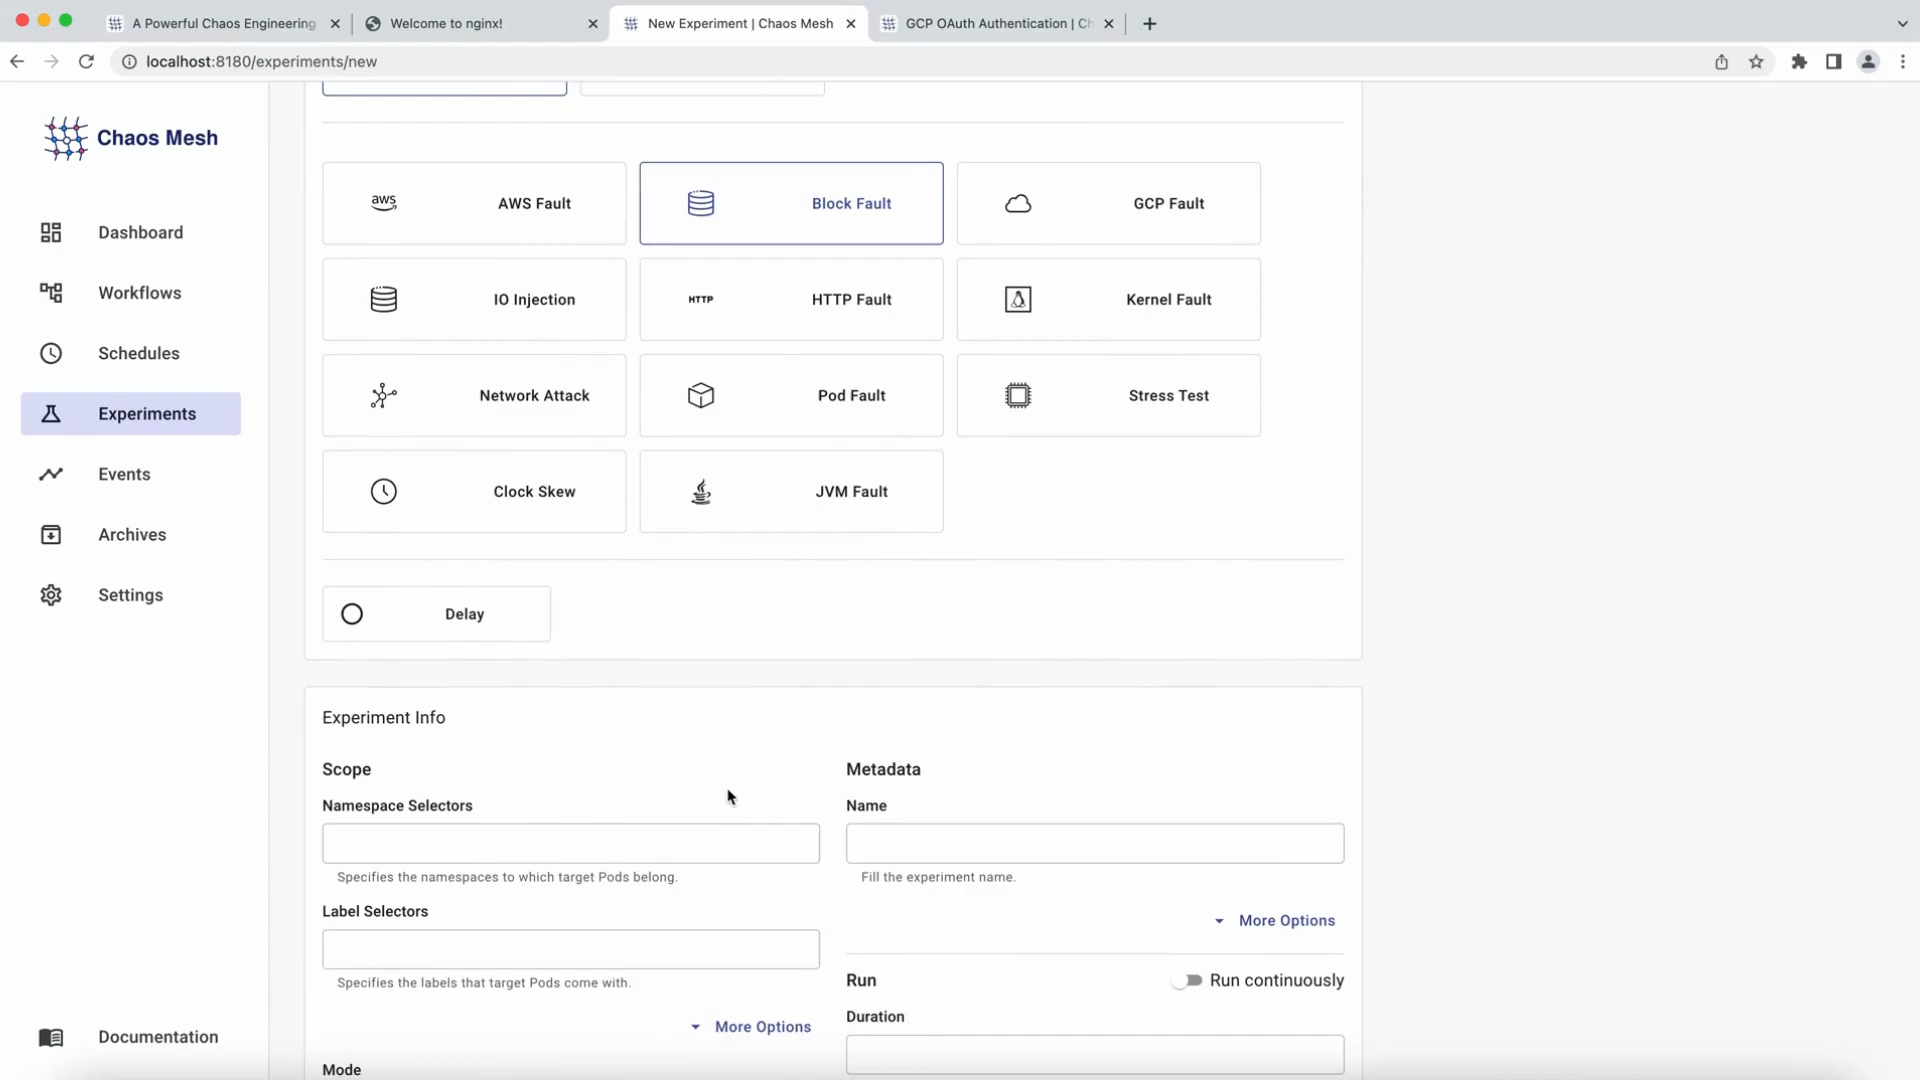 A Powerful Chaos Engineering
Welcome to nginx!
New Experiment | Chaos Mesh
GCP OAuth Authentication | Ch
localhost:8180/experiments/new
Chaos Mesh
Dashboard
Workflows
Schedules
Experiments
Events
Archives
Settings
Documentation
aws
AWS Fault
Block Fault
GCP Fault
IO Injection
HTTP
HTTP Fault
Kernel Fault
Network Attack
Pod Fault
Stress Test
Clock Skew
JVM Fault
Delay
Experiment Info
Scope
Namespace Selectors
Specifies the namespaces to which target Pods belong.
Label Selectors
Specifies the labels that target Pods come with.
More Options
Mode
Metadata
Name
Fill the experiment name.
More Options
Run
Run continuously
Duration